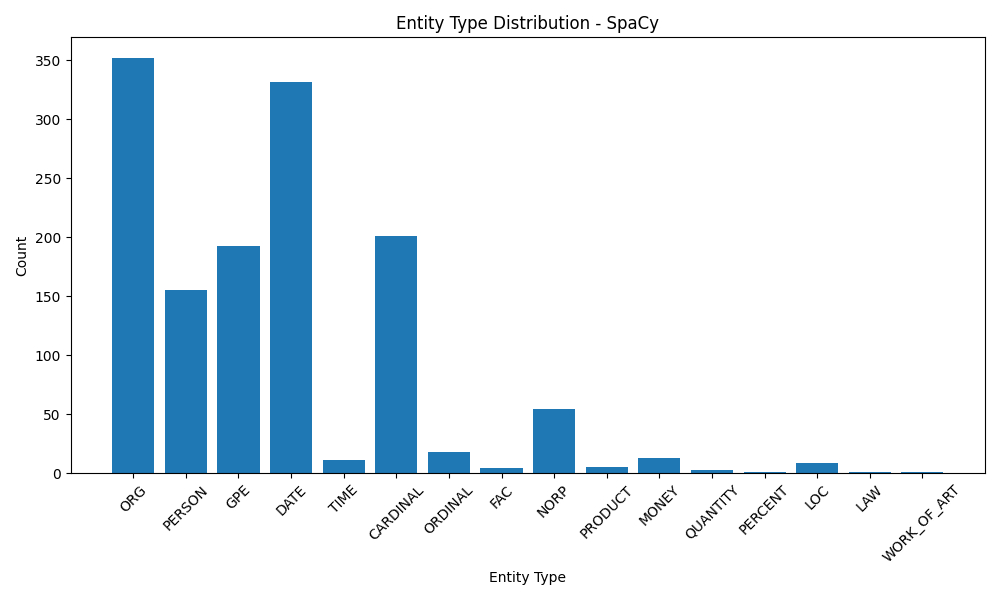 Entity Type Distribution - SpaCy
350
300
250
200
150
100
50
0
Count
ORG
PERSON
GPE
DATE
TIME
CARDINAL
ORDINAL
FAC
NORP
PRODUCT
MONEY
QUANTITY
PERCENT
LOC
LAW
WORK_OF_ART
Entity Type